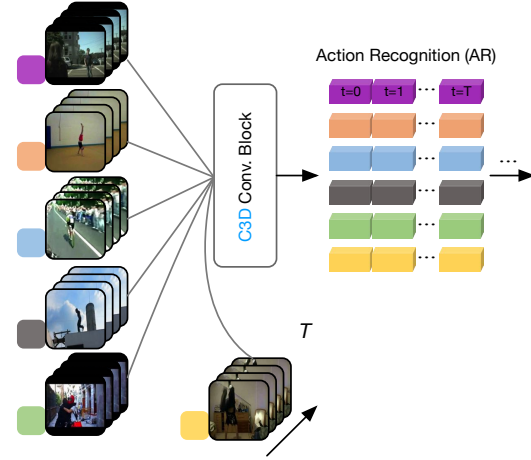 Action Recognition (AR)
t=0 t=1 ... t=T
...
C3D Conv. Block
T